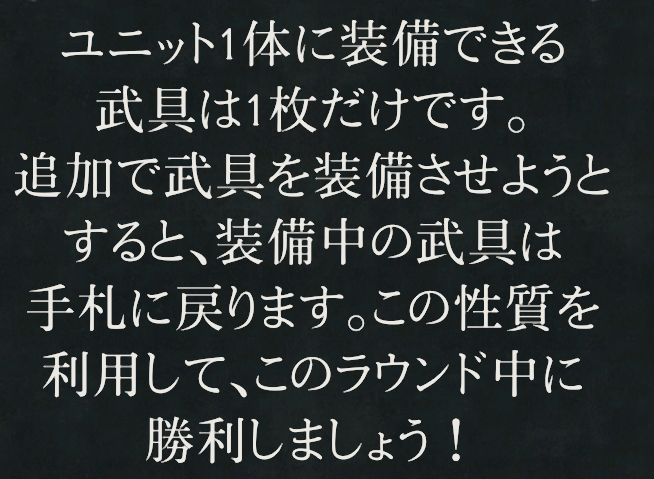 ユニット1体に装備できる
武具は1枚だけです。
追加で武具を装備させようと
すると、装備中の武具は
手札に戻ります。この性質を
利用して、このラウンド中に
勝利しましょう！